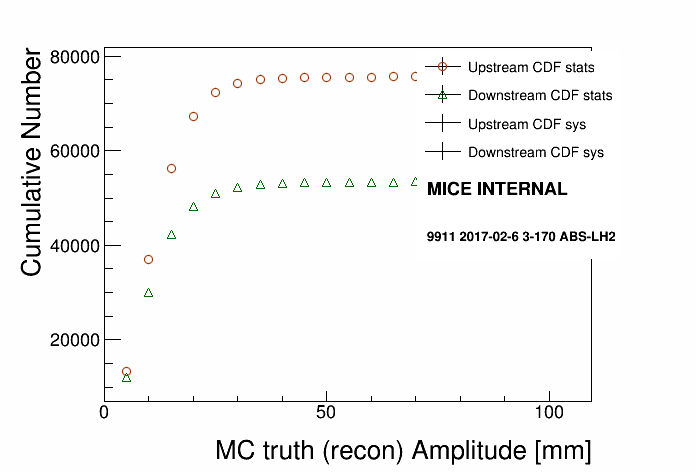 80000
60000
40000
20000
Cumulative Number
Upstream CDF stats
Downstream CDF stats
Upstream CDF sys
Downstream CDF sys
MICE INTERNAL
9911 2017-02-6 3-170 ABS-LH2
0 50 100
MC truth (recon) Amplitude [mm]